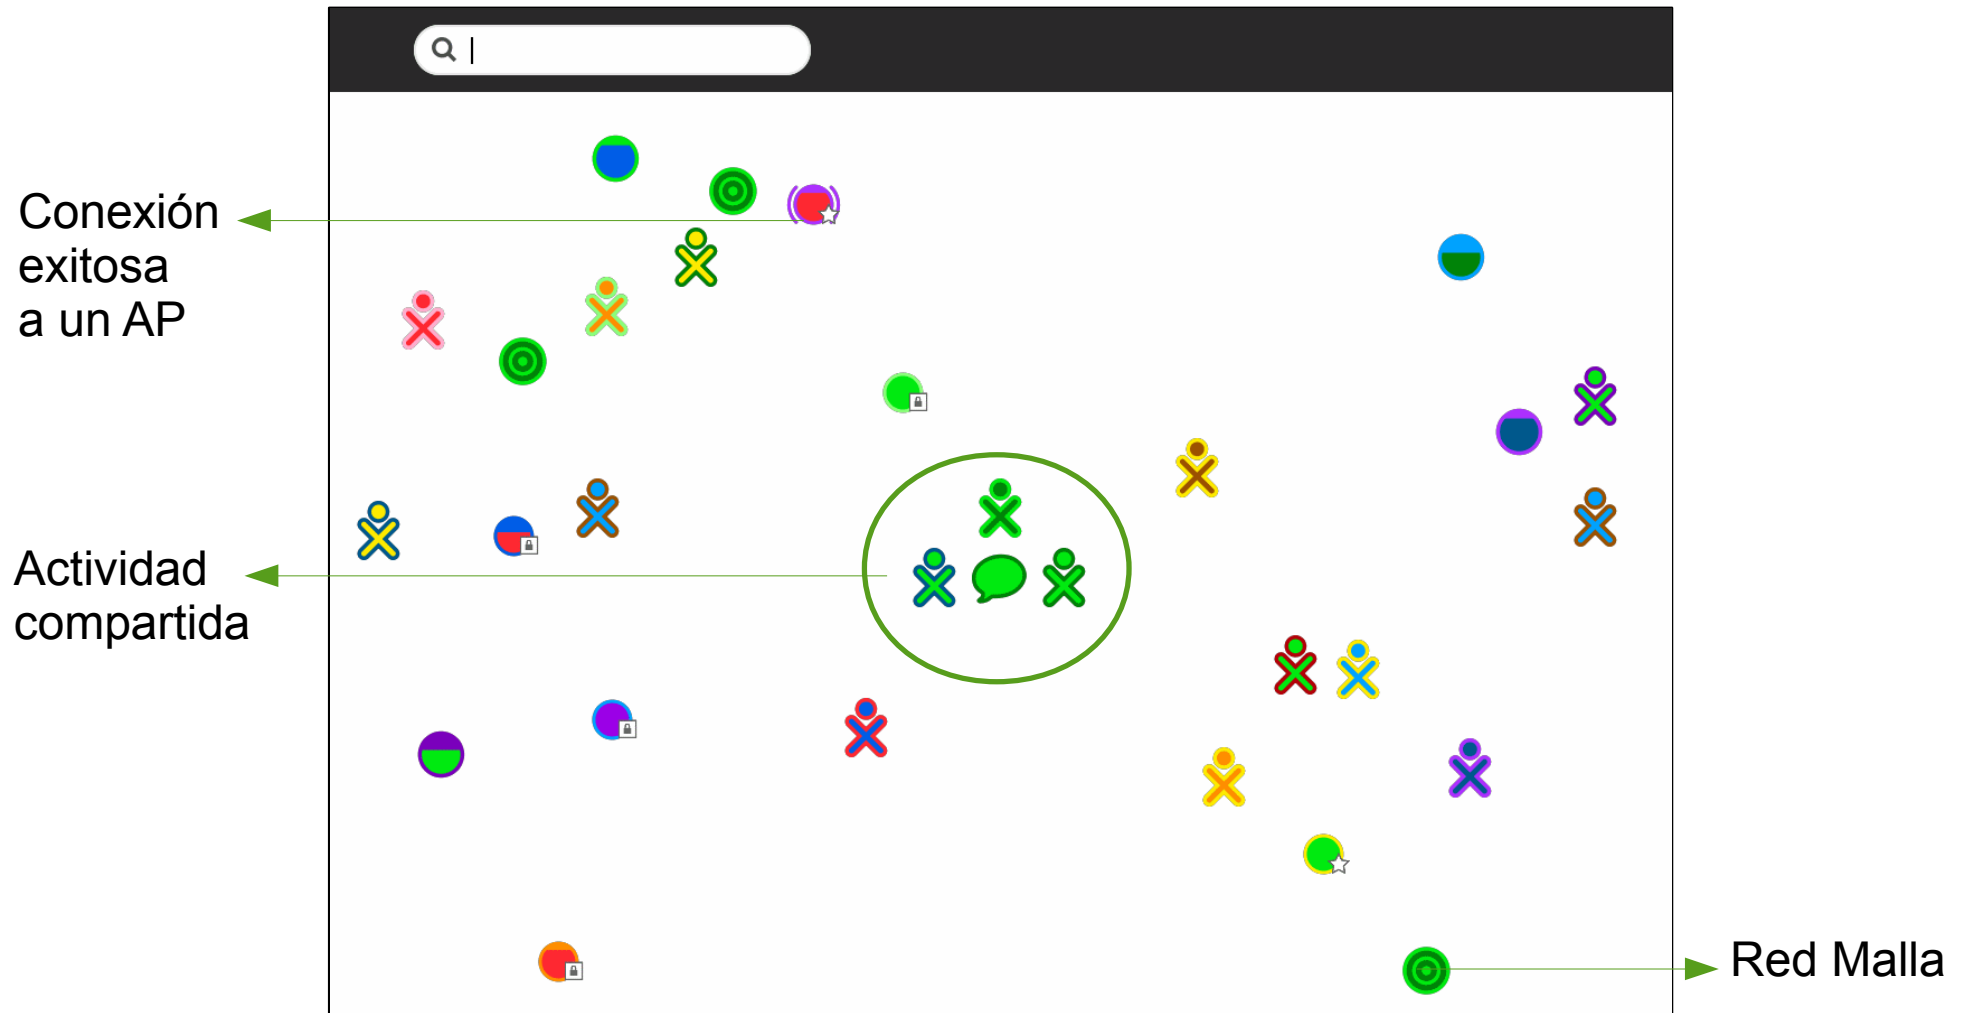 Conexión
exitosa
a un AP
Actividad
compartida
Red Malla